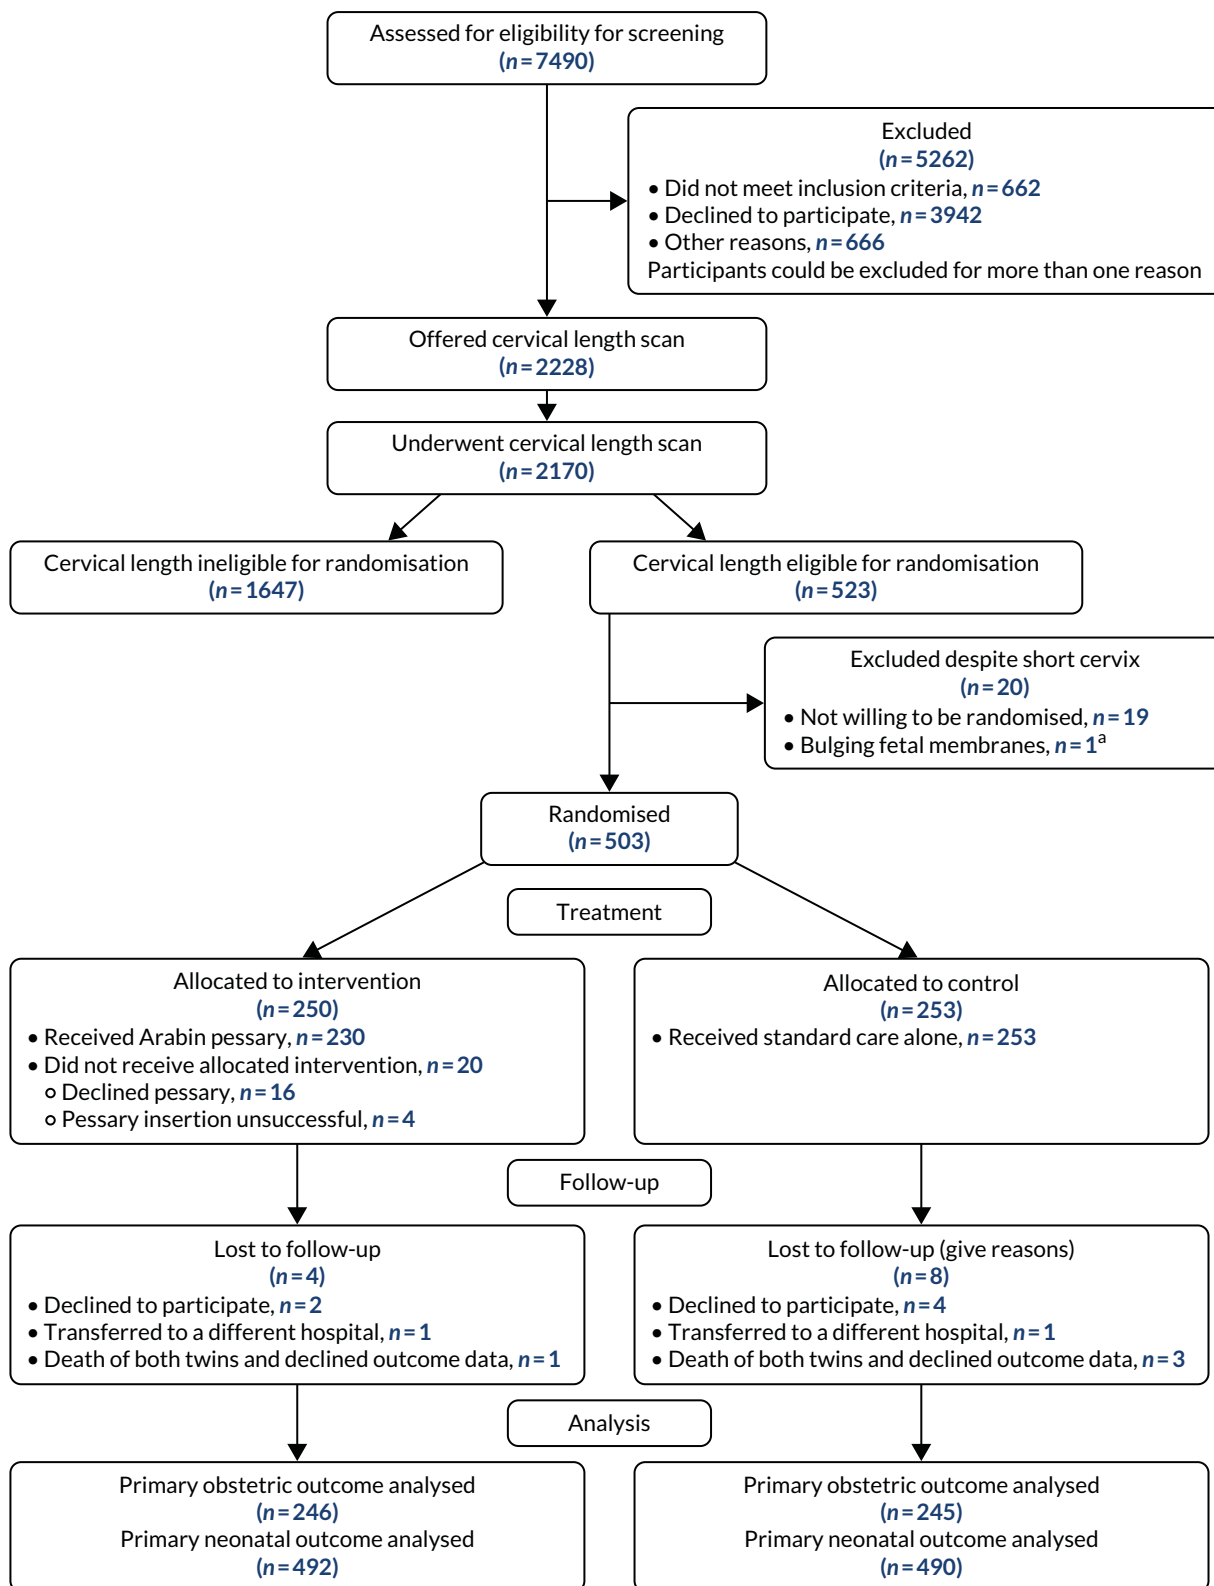 Assessed for eligibility for screening
(n=7490)
Excluded
(n=5262)
• Did not meet inclusion criteria, n=662
• Declined to participate, n=3942
• Other reasons, n=666
Participants could be excluded for more than one reason
Offered cervical length scan
(n=2228)
Underwent cervical length scan
(n=2170)
Cervical length ineligible for randomisation
(n=1647)
Cervical length eligible for randomisation
(n=523)
Excluded despite short cervix
(n=20)
• Not willing to be randomised, n=19
• Bulging fetal membranes, n=1a
Randomised
(n=503)
Treatment
Allocated to intervention
(n=250)
• Received Arabin pessary, n=230
• Did not receive allocated intervention, n=20
o Declined pessary, n=16
o Pessary insertion unsuccessful, n=4
Allocated to control
(n=253)
• Received standard care alone, n=253
Follow-up
Lost to follow-up
(n=4)
• Declined to participate, n=2
• Transferred to a different hospital, n=1
• Death of both twins and declined outcome data, n=1
Lost to follow-up (give reasons)
(n=8)
• Declined to participate, n=4
• Transferred to a different hospital, n=1
• Death of both twins and declined outcome data, n=3
Analysis
Primary obstetric outcome analysed
(n=246)
Primary neonatal outcome analysed
(n=492)
Primary obstetric outcome analysed
(n=245)
Primary neonatal outcome analysed
(n=490)